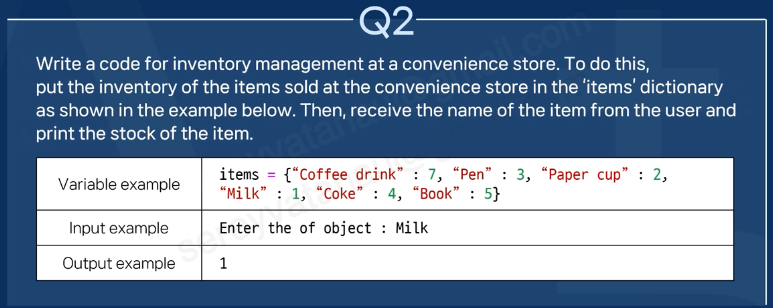 Q2
Write a code for inventory management at a convenience store. To do this,
put the inventory of the items sold at the convenience store in the ‘items’ dictionary
as shown in the example below. Then, receive the name of the item from the user and
print the stock of the item.
Variable example
items = {“Coffee drink” : 7, “Pen” : 3, “Paper cup” : 2,
“Milk” : 1, “Coke” : 4, “Book” : 5}
Input example
Enter the of object : Milk
Output example
1